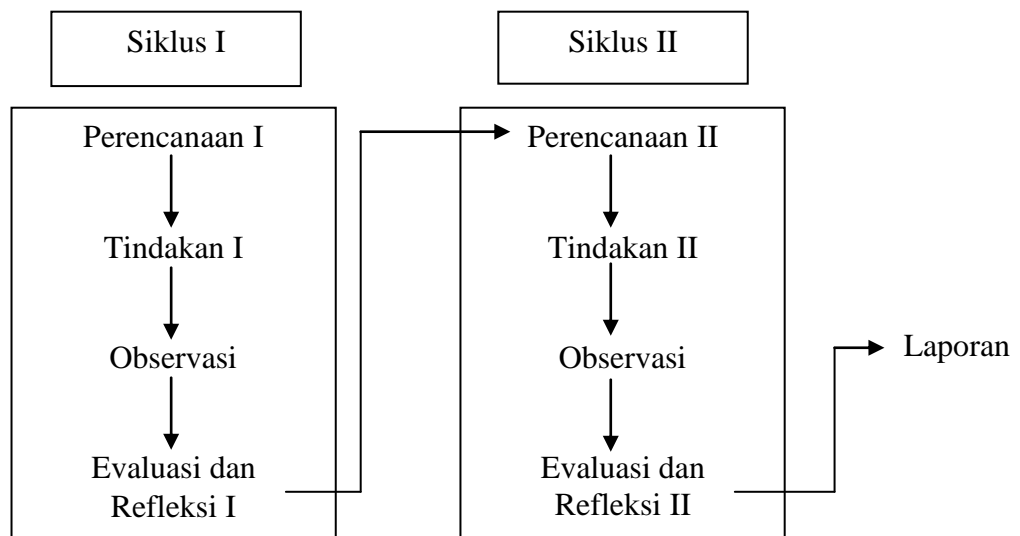 Siklus I
Perencanaan I
Tindakan I
Observasi
Evaluasi dan
Refleksi I
Siklus II
Perencanaan II
Tindakan II
Observasi
Evaluasi dan
Refleksi II
Laporan